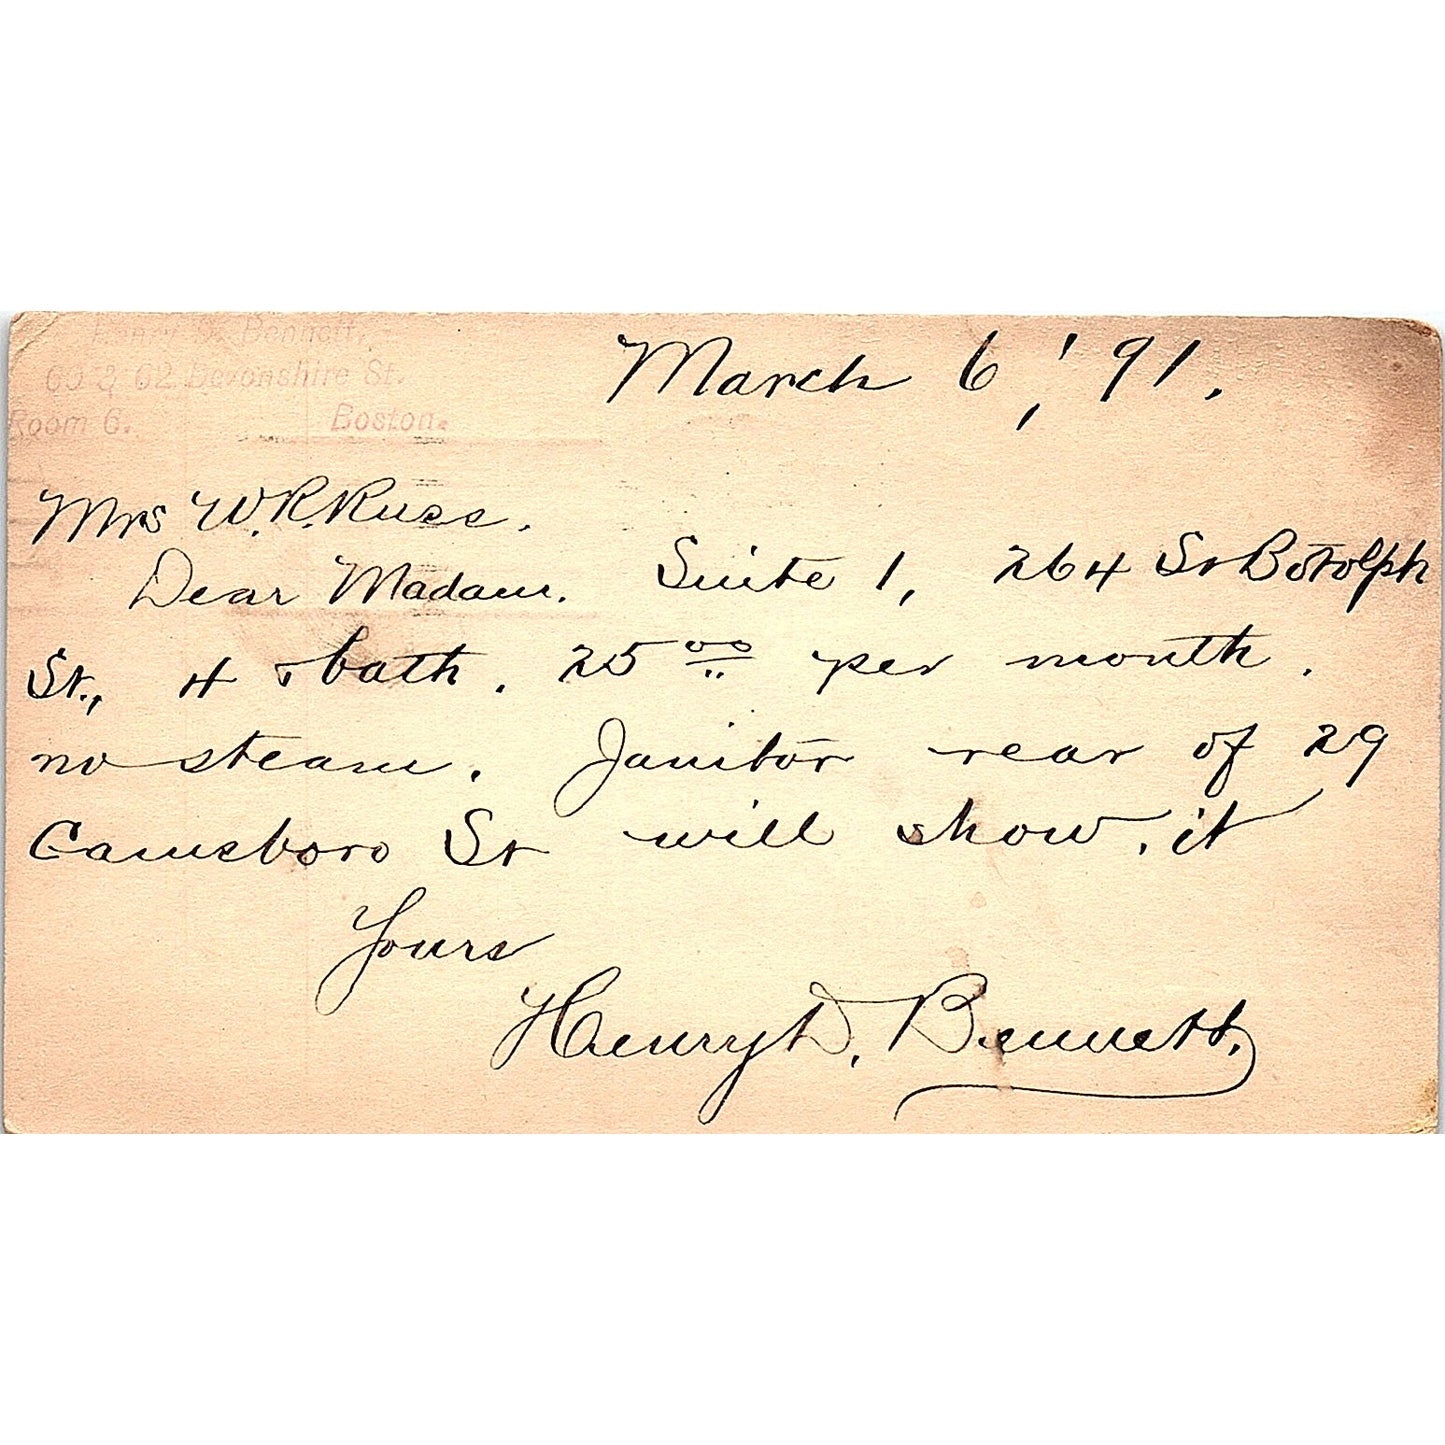 Henry D. Bennett,
60 & 62 Devonshire St.
Room 6. Boston.
March 6, '91.
Mrs W. R. Russ.
Dear Madam. Suite 1, 264 St Botolph
St., 4 & bath. 25 00 per month.
no steam. Janitor rear of 29
Gainsboro St will show it
Yours
Henry D. Bennett.